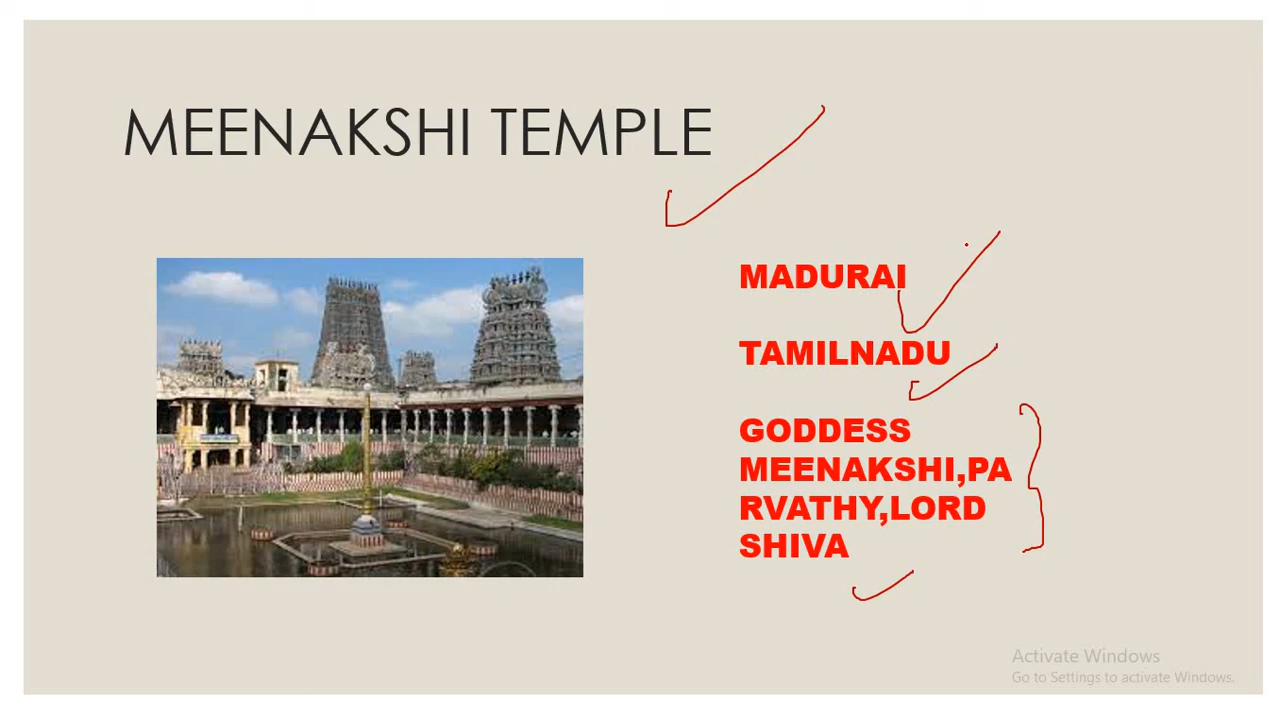 MEENAKSHI TEMPLE
MADURAI
TAMILNADU
GODDESS
MEENAKSHI,PA
RVATHY,LORD
SHIVA
Activate Windows
Go to Settings to activate Windows.